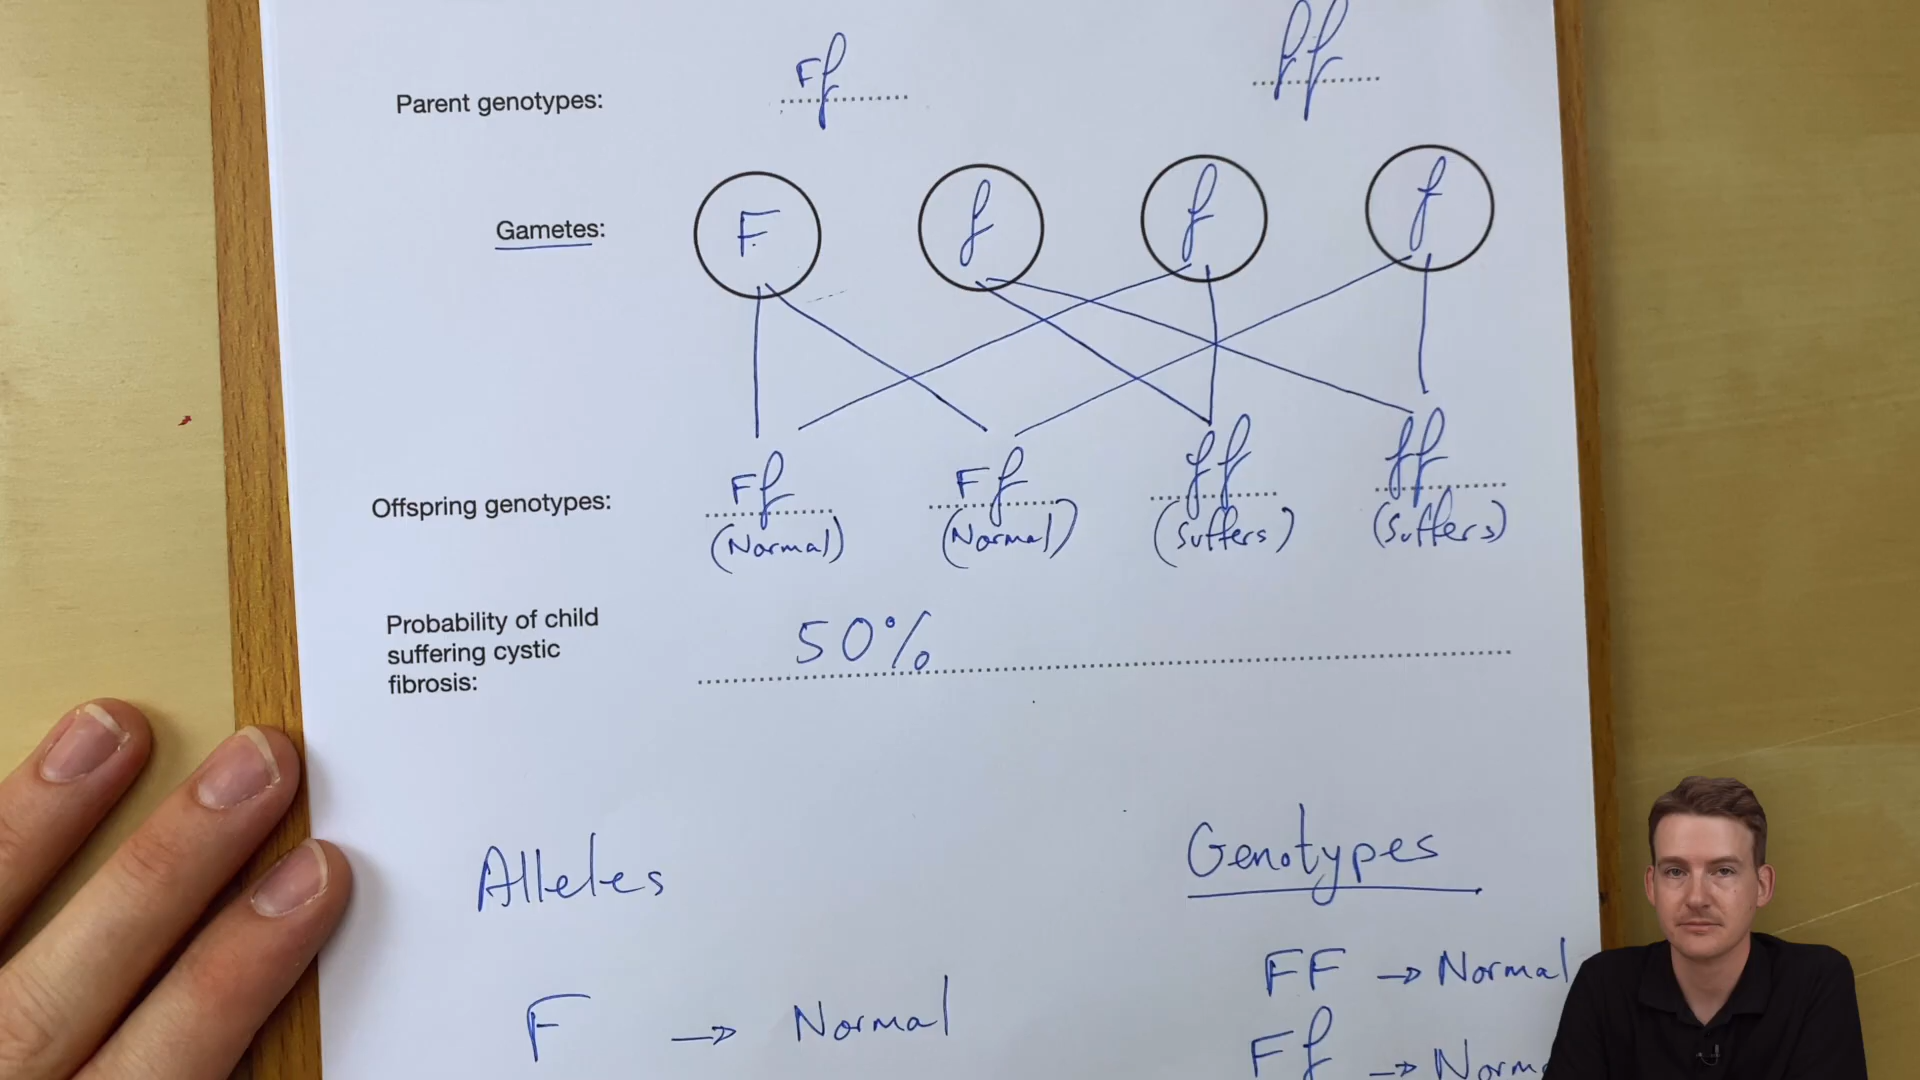 Parent genotypes: Ff ff
Gametes: F f f f
Offspring genotypes: Ff Ff ff ff
(Normal) (Normal) (Suffers) (Suffers)
Probability of child
suffering cystic
fibrosis:
50%
Alleles
Genotypes
F → Normal
FF → Normal
Ff → Norma